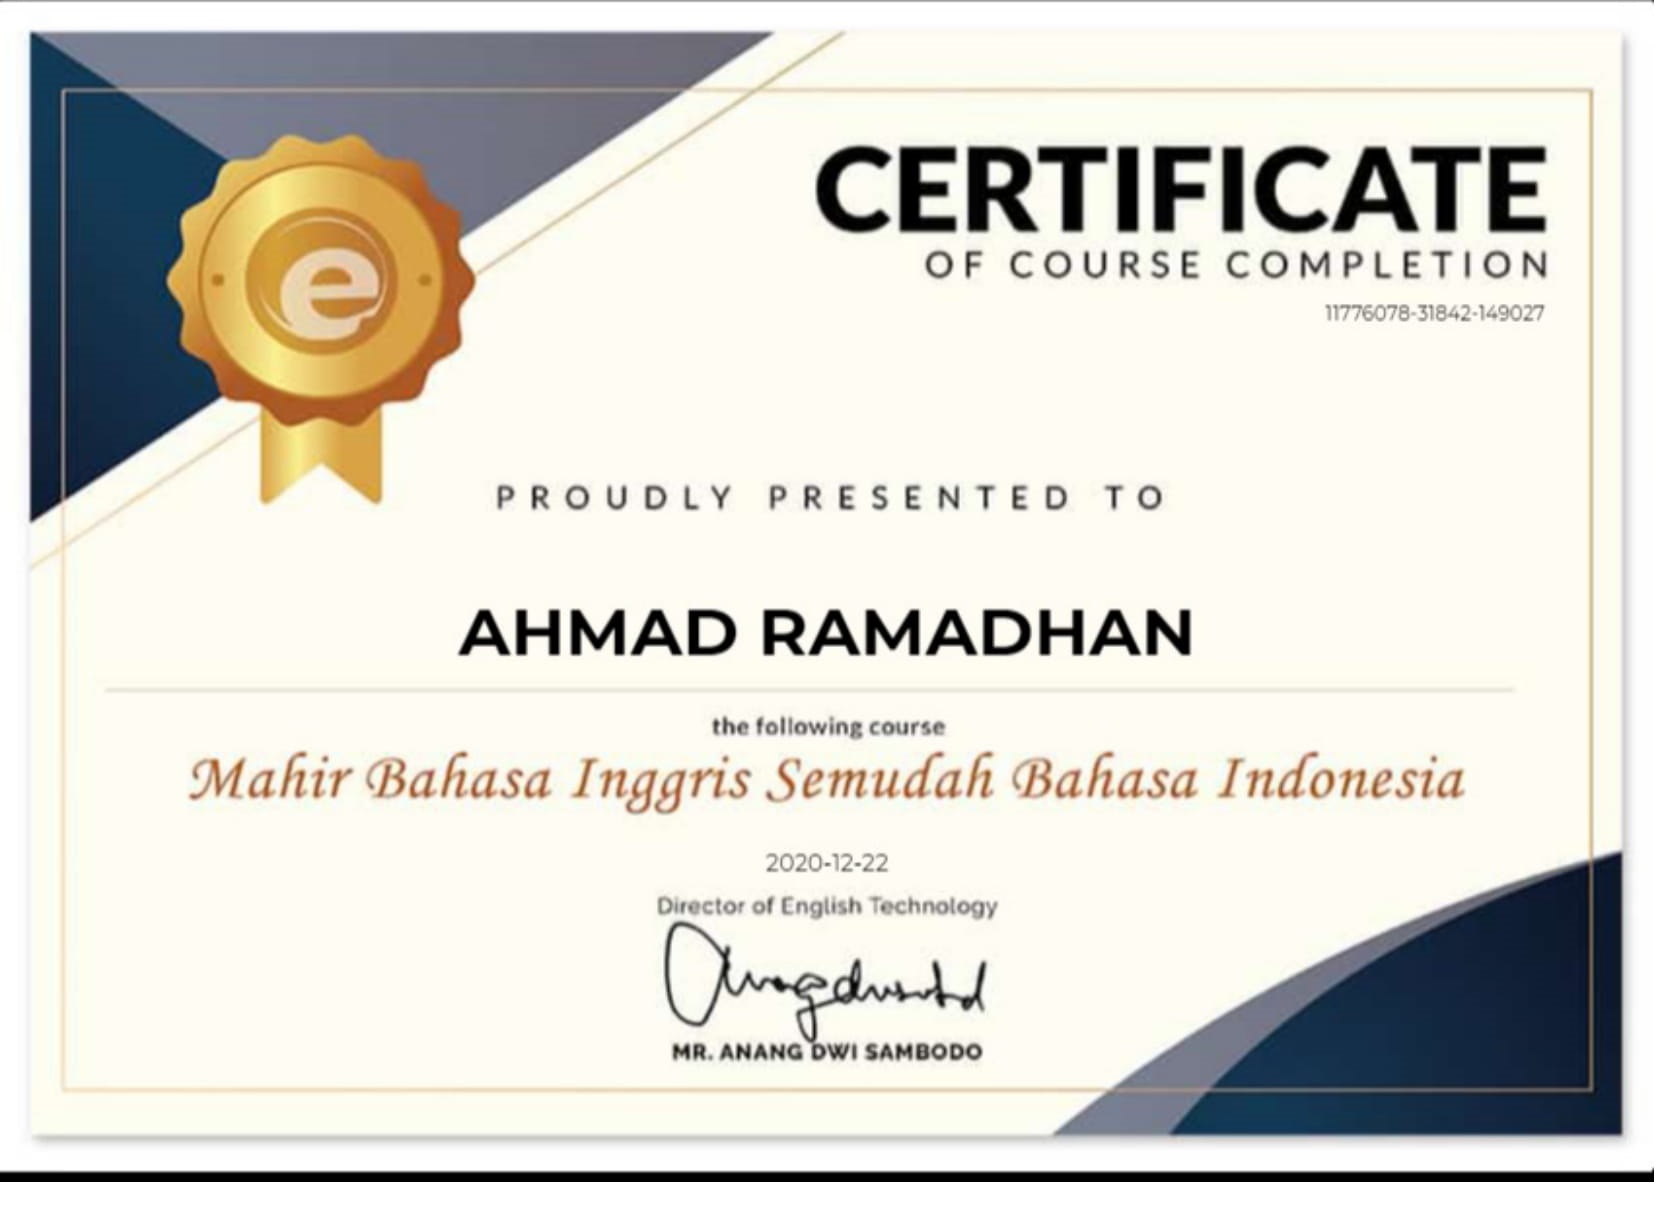 e
CERTIFICATE
OF COURSE COMPLETION
11776078-31842-149027
PROUDLY PRESENTED TO
AHMAD RAMADHAN
the following course
Mahir Bahasa Inggris Semudah Bahasa Indonesia
2020-12-22
Director of English Technology
MR. ANANG DWI SAMBODO